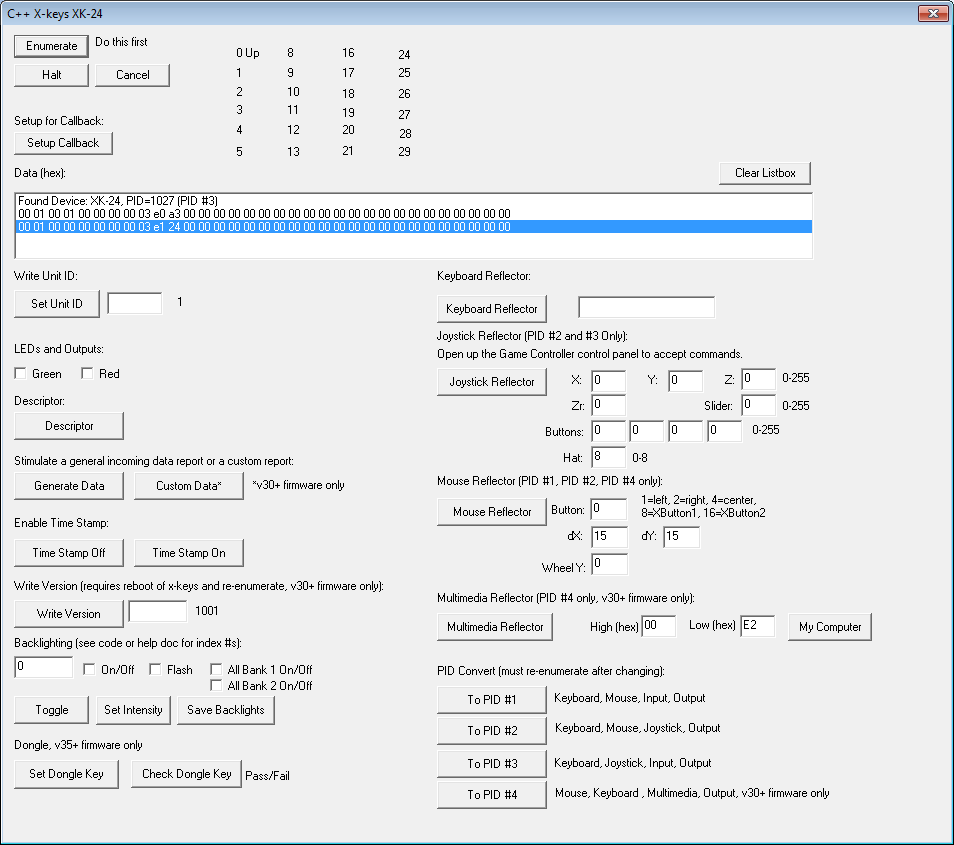 C++ X-keys XK-24
Enumerate Do this first
Halt Cancel
0 Up 8 16 24
1 9 17 25
2 10 18 26
3 11 19 27
4 12 20 28
5 13 21 29
Setup for Callback:
Setup Callback
Data (hex):
Clear Listbox
Found Device: XK-24, PID=1027 (PID #3)
00 01 00 01 00 00 00 00 03 e0 a3 00 00 00 00 00 00 00 00 00 00 00 00 00 00 00 00 00 00 00 00 00 00
00 01 00 00 00 00 00 00 03 e1 24 00 00 00 00 00 00 00 00 00 00 00 00 00 00 00 00 00 00 00 00 00 00
Write Unit ID:
Set Unit ID 1
LEDs and Outputs:
Green Red
Descriptor:
Descriptor
Stimulate a general incoming data report or a custom report:
Generate Data Custom Data* *v30+ firmware only
Enable Time Stamp:
Time Stamp Off Time Stamp On
Write Version (requires reboot of x-keys and re-enumerate, v30+ firmware only):
Write Version 1001
Backlighting (see code or help doc for index #s):
0 On/Off Flash All Bank 1 On/Off
All Bank 2 On/Off
Toggle Set Intensity Save Backlights
Dongle, v35+ firmware only
Set Dongle Key Check Dongle Key Pass/Fail
Keyboard Reflector:
Keyboard Reflector
Joystick Reflector (PID #2 and #3 Only):
Open up the Game Controller control panel to accept commands.
Joystick Reflector X: 0 Y: 0 Z: 0 0-255
Zr: 0 Slider: 0 0-255
Buttons: 0 0 0 0 0-255
Hat: 8 0-8
Mouse Reflector (PID #1, PID #2, PID #4 only):
Mouse Reflector Button: 0 1=left, 2=right, 4=center,
8=XButton1, 16=XButton2
dX: 15 dY: 15
Wheel Y: 0
Multimedia Reflector (PID #4 only, v30+ firmware only):
Multimedia Reflector High (hex) 00 Low (hex) E2 My Computer
PID Convert (must re-enumerate after changing):
To PID #1 Keyboard, Mouse, Input, Output
To PID #2 Keyboard, Mouse, Joystick, Output
To PID #3 Keyboard, Joystick, Input, Output
To PID #4 Mouse, Keyboard , Multimedia, Output, v30+ firmware only